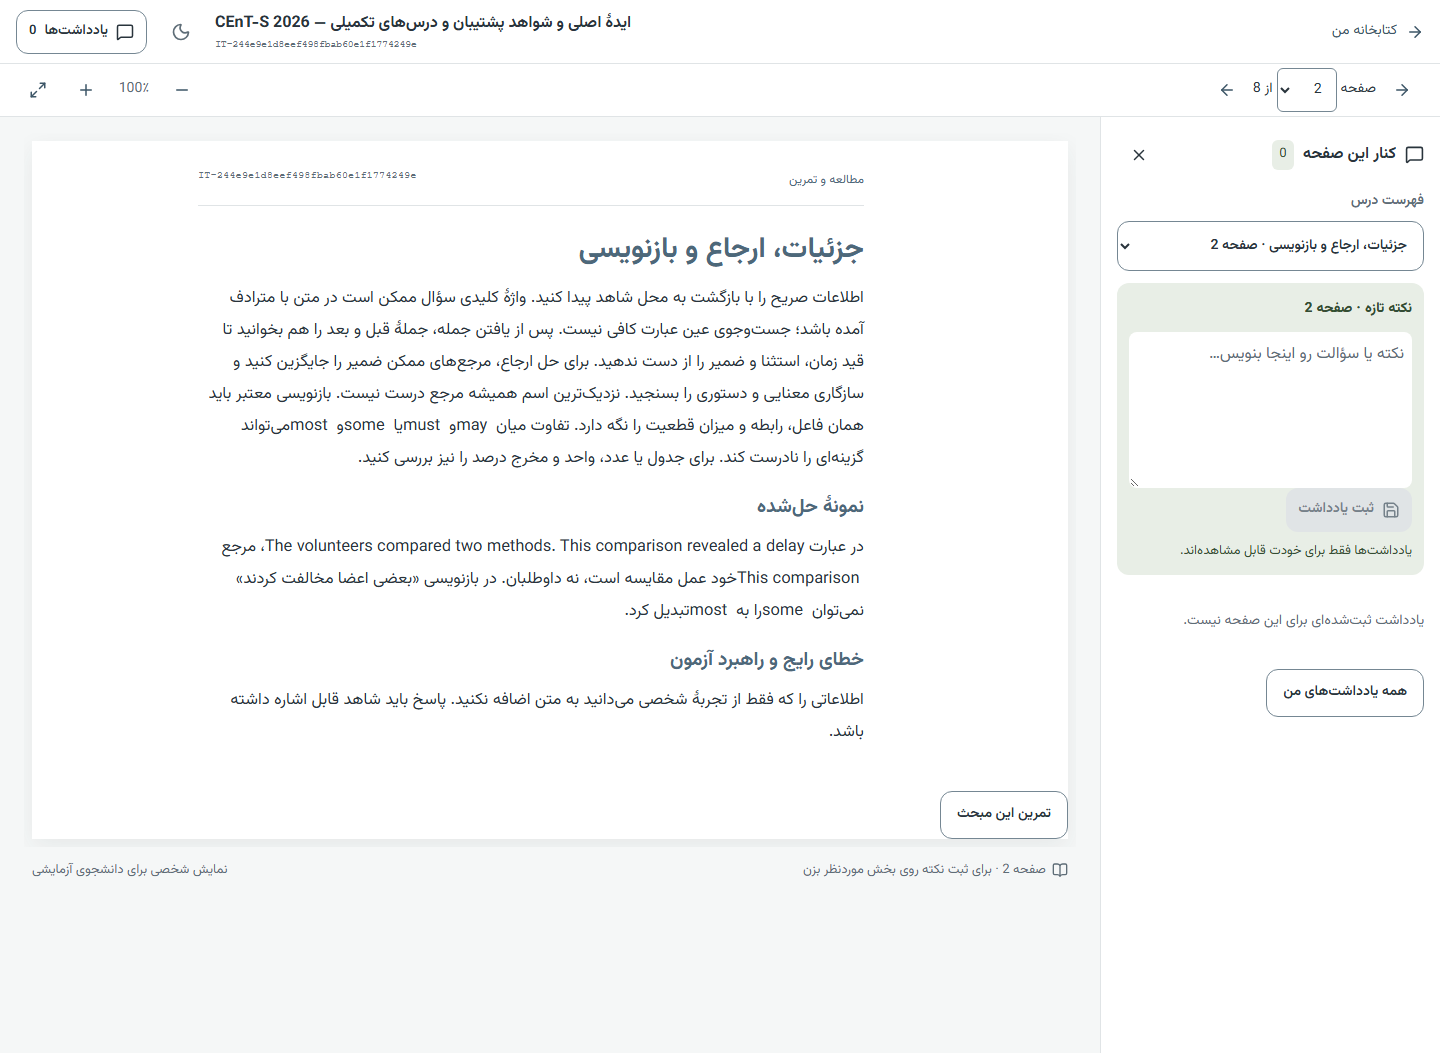 کتابخانه من
ایدهٔ اصلی و شواهد پشتیبان و درس‌های تکمیلی — CEnT-S 2026
IT-244e9e1d8eef498fbab60e1f1774249e
یادداشت‌ها 0
صفحه 2 از 8
100٪
کنار این صفحه 0
فهرست درس
جزئیات، ارجاع و بازنویسی · صفحه 2
نکته تازه · صفحه 2
نکته یا سؤالت رو اینجا بنویس...
ثبت یادداشت
یادداشت‌ها فقط برای خودت قابل مشاهده‌اند.
یادداشت ثبت‌شده‌ای برای این صفحه نیست.
همه یادداشت‌های من
مطالعه و تمرین
IT-244e9e1d8eef498fbab60e1f1774249e
جزئیات، ارجاع و بازنویسی
اطلاعات صریح را با بازگشت به محل شاهد پیدا کنید. واژهٔ کلیدی سؤال ممکن است در متن با مترادف
آمده باشد؛ جست‌وجوی عین عبارت کافی نیست. پس از یافتن جمله، جملهٔ قبل و بعد را هم بخوانید تا
قید زمان، استثنا و ضمیر را از دست ندهید. برای حل ارجاع، مرجع‌های ممکن ضمیر را جایگزین کنید و
سازگاری معنایی و دستوری را بسنجید. نزدیک‌ترین اسم همیشه مرجع درست نیست. بازنویسی معتبر باید
همان فاعل، رابطه و میزان قطعیت را نگه دارد. تفاوت میان may و must یا some و most می‌تواند
گزینه‌ای را نادرست کند. برای جدول یا عدد، واحد و مخرج درصد را نیز بررسی کنید.
نمونهٔ حل‌شده
در عبارت The volunteers compared two methods. This comparison revealed a delay، مرجع
This comparison خود عمل مقایسه است، نه داوطلبان. در بازنویسی «بعضی اعضا مخالفت کردند»
نمی‌توان some را به most تبدیل کرد.
خطای رایج و راهبرد آزمون
اطلاعاتی را که فقط از تجربهٔ شخصی می‌دانید به متن اضافه نکنید. پاسخ باید شاهد قابل اشاره داشته
باشد.
تمرین این مبحث
صفحه 2 · برای ثبت نکته روی بخش موردنظر بزن
نمایش شخصی برای دانشجوی آزمایشی